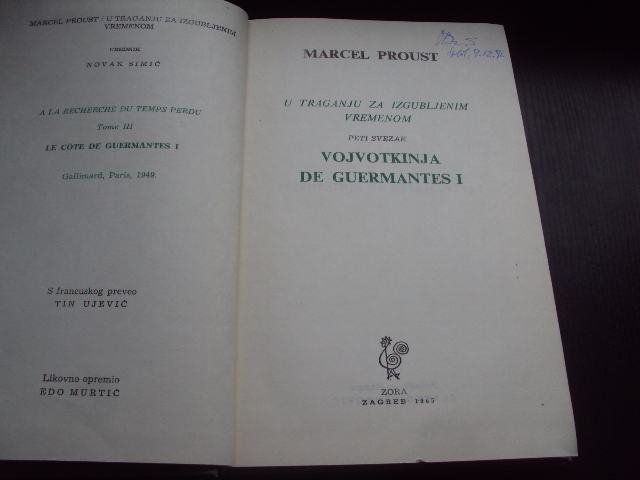 MARCEL PROUST / U TRAGANJU ZA IZGUBLJENIM
VREMENOM
UREDNIK
NOVAK SIMIĆ
A LA RECHERCHE DU TEMPS PERDU
Tome III
LE COTE DE GUERMANTES I
Gallimard, Paris, 1949.
S francuskog preveo
TIN UJEVIĆ
Likovno opremio
EDO MURTIĆ
MARCEL PROUST
U TRAGANJU ZA IZGUBLJENIM
VREMENOM
PETI SVEZAK
VOJVOTKINJA
DE GUERMANTES I
ZORA
ZAGREB 1965